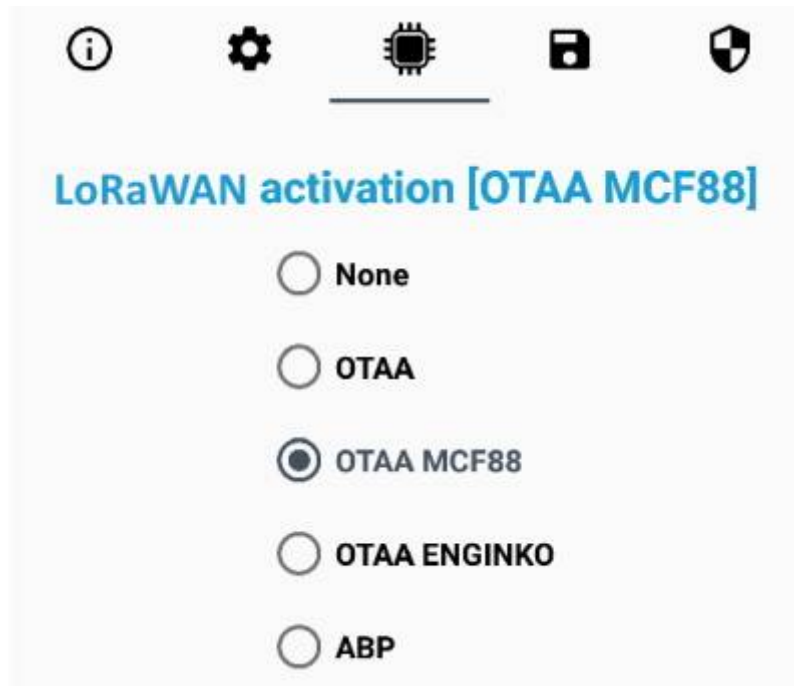 LoRaWAN activation [OTAA MCF88]
None
OTAA
OTAA MCF88
OTAA ENGINKO
ABP